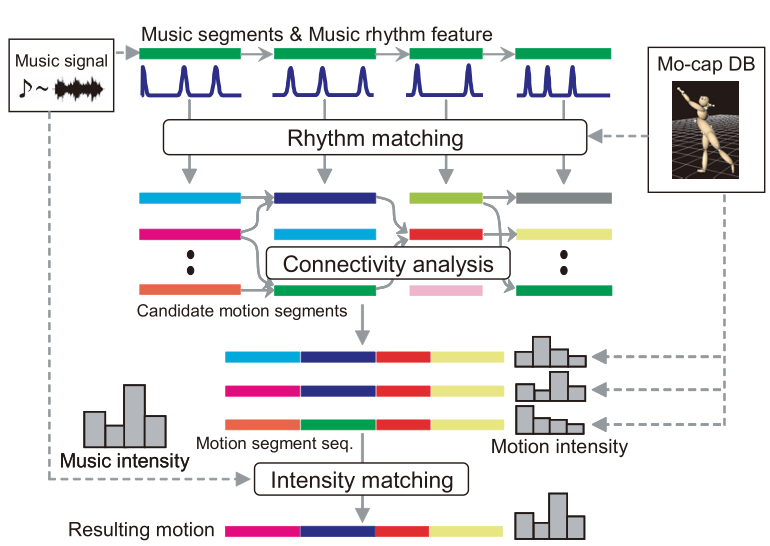 Music segments & Music rhythm feature
Music signal
Mo-cap DB
Rhythm matching
Connectivity analysis
Candidate motion segments
Motion segment seq.
Motion intensity
Music intensity
Intensity matching
Resulting motion